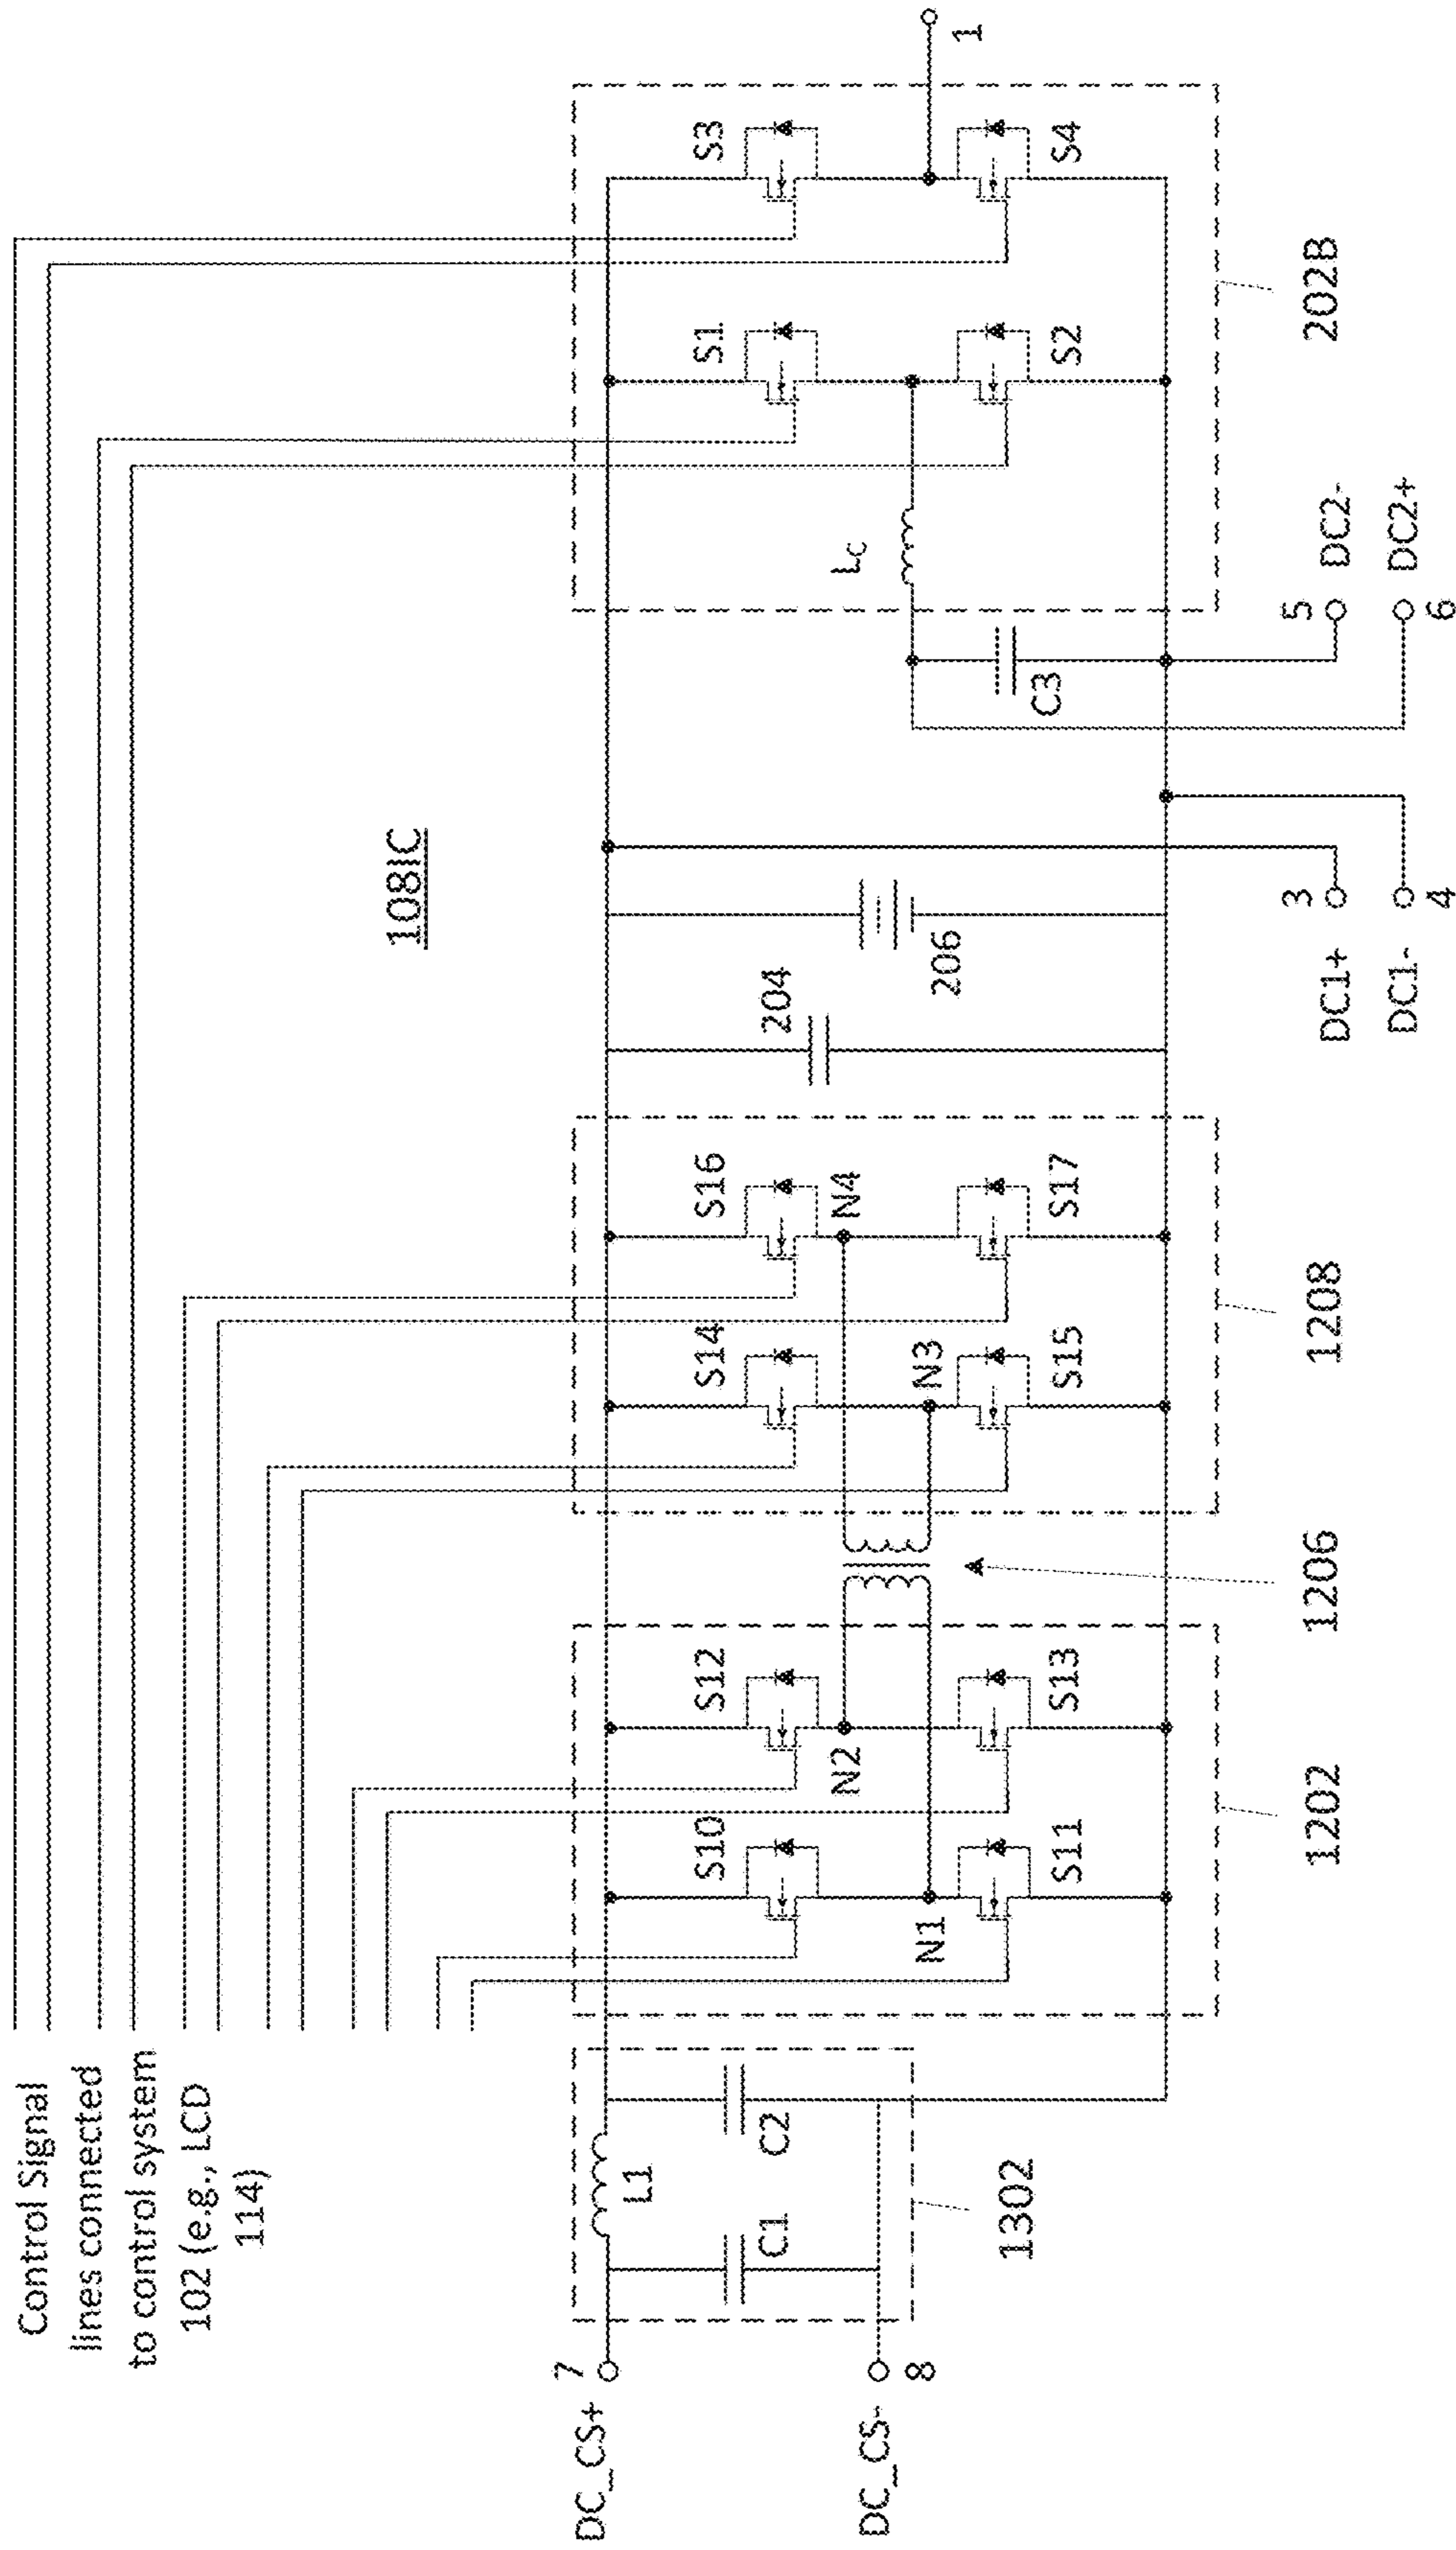 Control Signal
lines connected
to control system
102 (e.g., LCD
114)
108IC
DC_CS+
7
DC_CS-
8
L1
C1
C2
1302
S10
S11
N1
S12
S13
N2
1202
1206
S14
S15
N3
S16
S17
N4
1208
204
206
DC1+
3
DC1-
4
DC2-
5
DC2+
6
C3
LC
S1
S2
S3
S4
202B
1